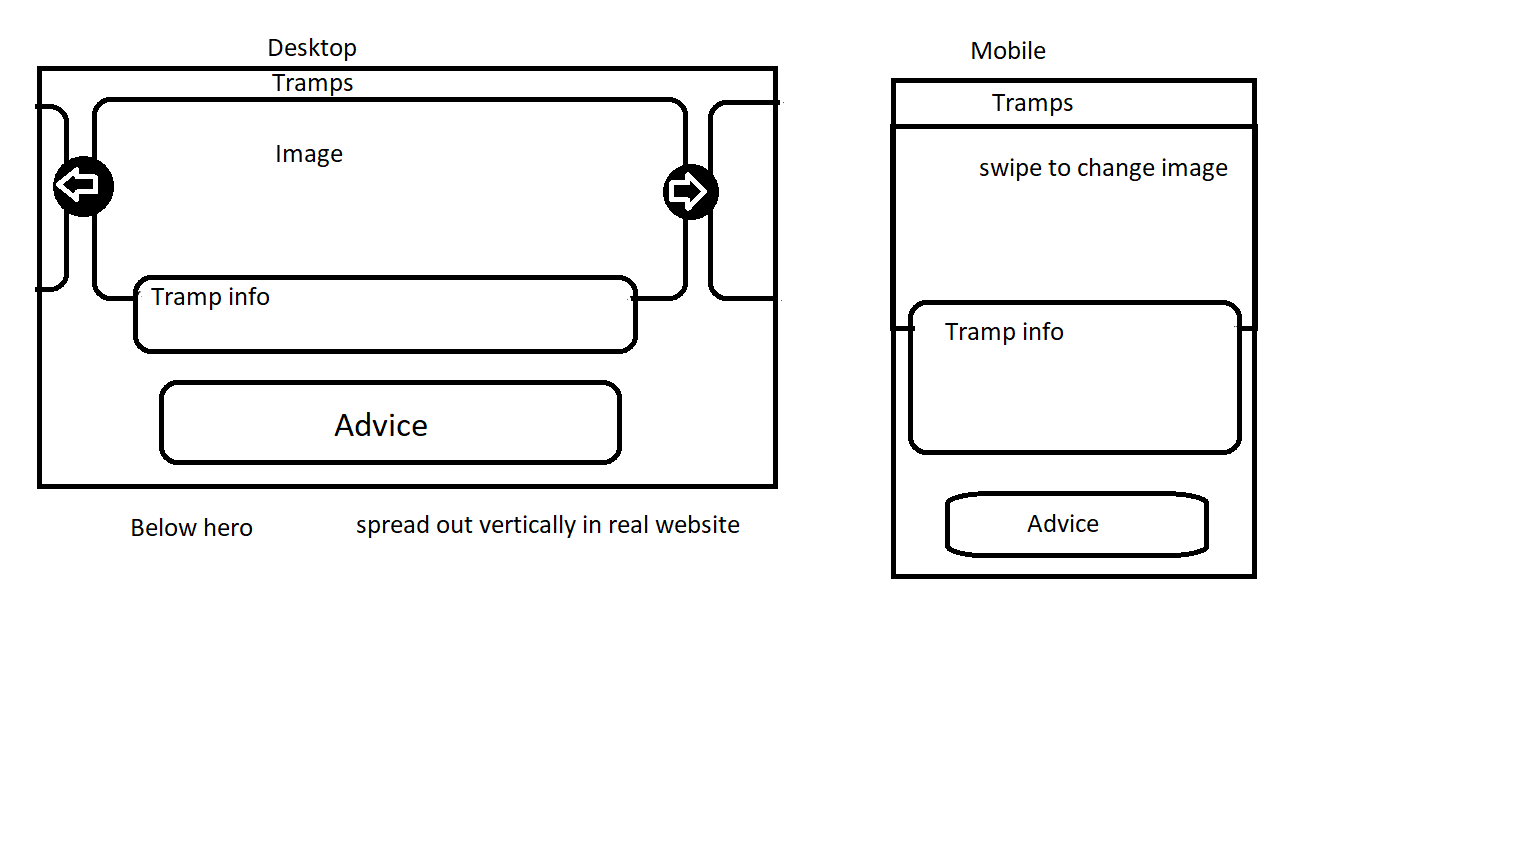 Desktop
Tramps
Image
Tramp info
Advice
Below hero
spread out vertically in real website
Mobile
Tramps
swipe to change image
Tramp info
Advice